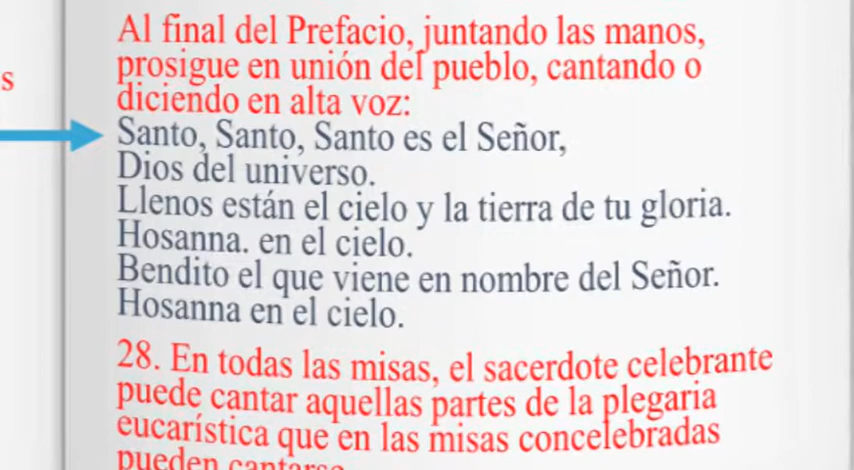 Al final del Prefacio, juntando las manos,
prosigue en unión del pueblo, cantando o
diciendo en alta voz:
Santo, Santo, Santo es el Señor,
Dios del universo.
Llenos están el cielo y la tierra de tu gloria.
Hosanna. en el cielo.
Bendito el que viene en nombre del Señor.
Hosanna en el cielo.
28. En todas las misas, el sacerdote celebrante
puede cantar aquellas partes de la plegaria
eucarística que en las misas concelebradas
pueden cantarse